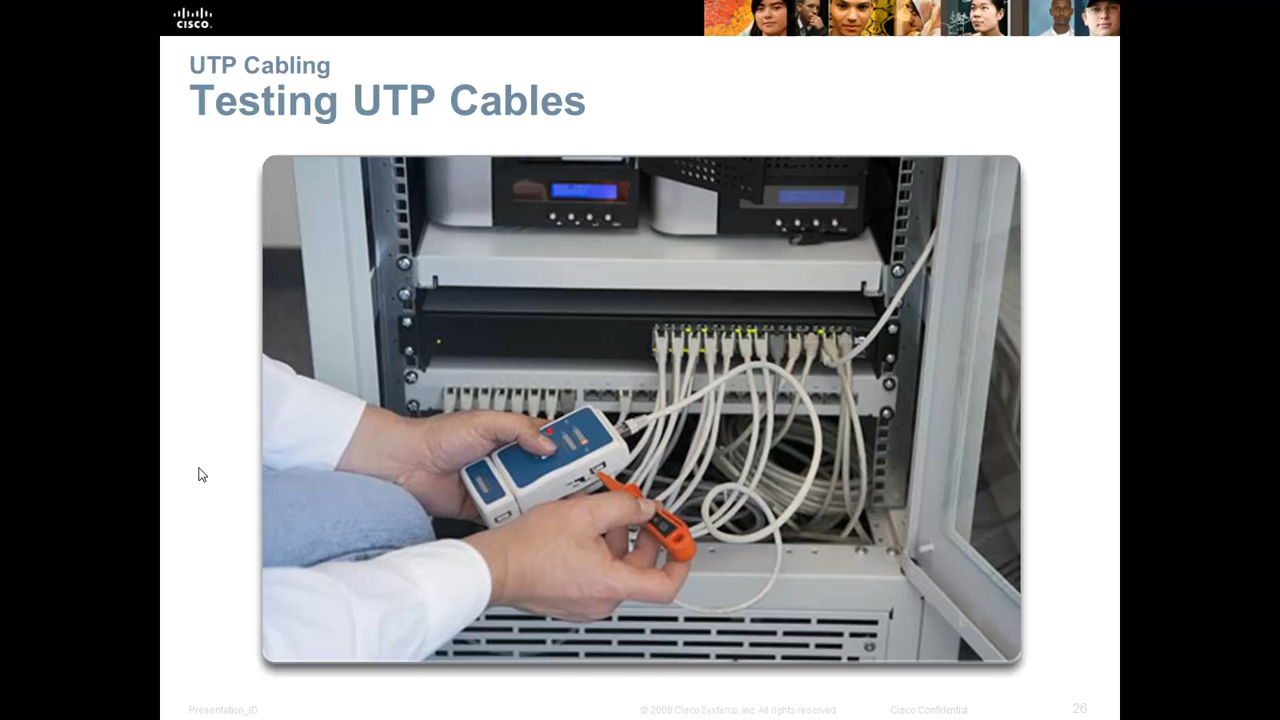 CISCO.
UTP Cabling
Testing UTP Cables
Presentation_ID
© 2008 Cisco Systems, Inc. All rights reserved.
Cisco Confidential
26